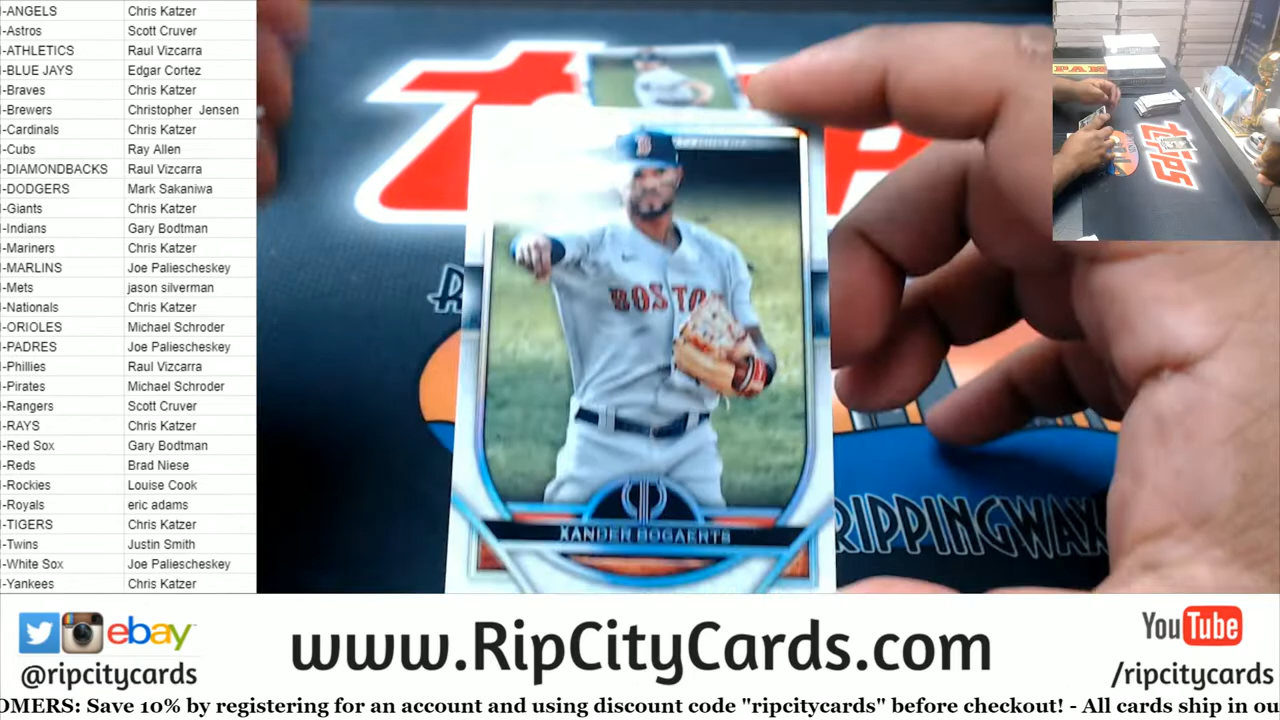 I-ANGELS Chris Katzer
I-Astros Scott Cruver
I-ATHLETICS Raul Vizcarra
I-BLUE JAYS Edgar Cortez
I-Braves Chris Katzer
I-Brewers Christopher Jensen
I-Cardinals Chris Katzer
I-Cubs Ray Allen
I-DIAMONDBACKS Raul Vizcarra
I-DODGERS Mark Sakaniwa
I-Giants Chris Katzer
I-Indians Gary Bodtman
I-Mariners Chris Katzer
I-MARLINS Joe Paliescheskey
I-Mets jason silverman
I-Nationals Chris Katzer
I-ORIOLES Michael Schroder
I-PADRES Joe Paliescheskey
I-Phillies Raul Vizcarra
I-Pirates Michael Schroder
I-Rangers Scott Cruver
I-RAYS Chris Katzer
I-Red Sox Gary Bodtman
I-Reds Brad Niese
I-Rockies Louise Cook
I-Royals eric adams
I-TIGERS Chris Katzer
I-Twins Justin Smith
I-White Sox Joe Paliescheskey
I-Yankees Chris Katzer
B
BOSTON
XANDER BOGAERTS
RIPPINGWAX
topps
ebay
@ripcitycards
www.RipCityCards.com
YouTube
/ripcitycards
OMERS: Save 10% by registering for an account and using discount code "ripcitycards" before checkout! - All cards ship in ou